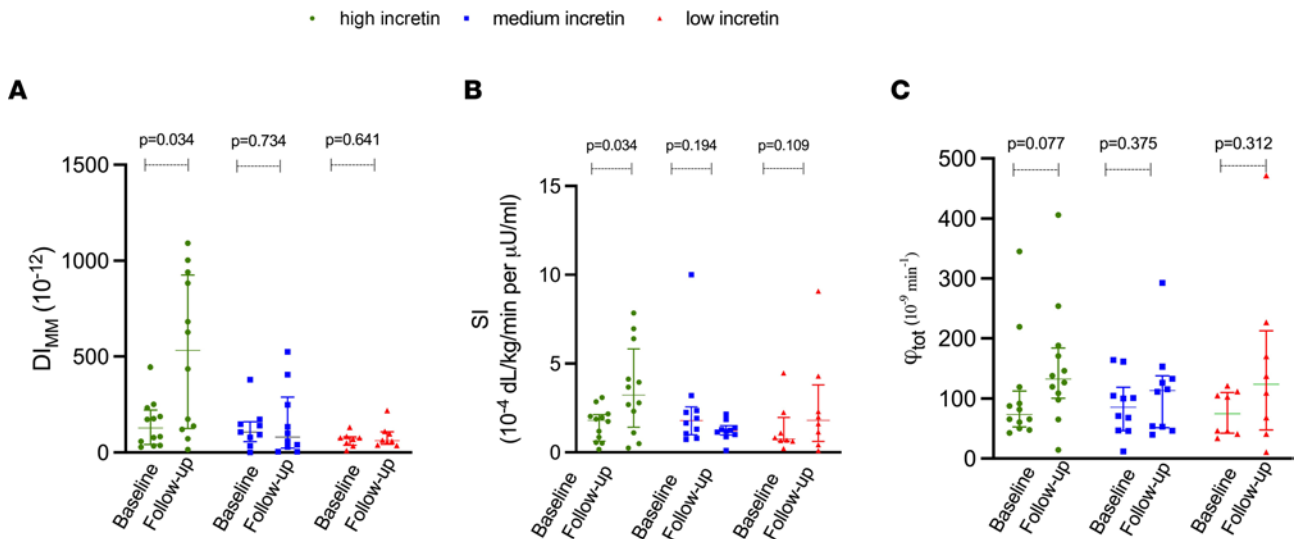 high incretin medium incretin low incretin
A
p=0.034 p=0.734 p=0.641
DI_MM (10^-12)
1500
1000
500
0
Baseline Follow-up Baseline Follow-up Baseline Follow-up
B
p=0.034 p=0.194 p=0.109
SI
(10^-4 dL/kg/min per μU/ml)
15
10
5
0
Baseline Follow-up Baseline Follow-up Baseline Follow-up
C
p=0.077 p=0.375 p=0.312
φ_tot (10^-9 min^-1)
500
400
300
200
100
0
Baseline Follow-up Baseline Follow-up Baseline Follow-up